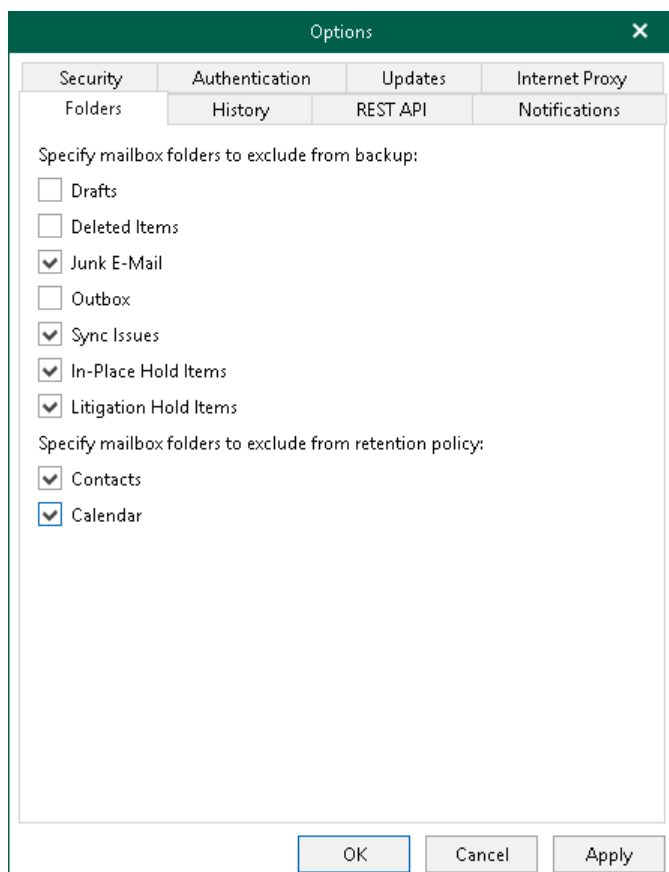 Options
Security Authentication Updates Internet Proxy
Folders History REST API Notifications
Specify mailbox folders to exclude from backup:
Drafts
Deleted Items
Junk E-Mail
Outbox
Sync Issues
In-Place Hold Items
Litigation Hold Items
Specify mailbox folders to exclude from retention policy:
Contacts
Calendar
OK Cancel Apply